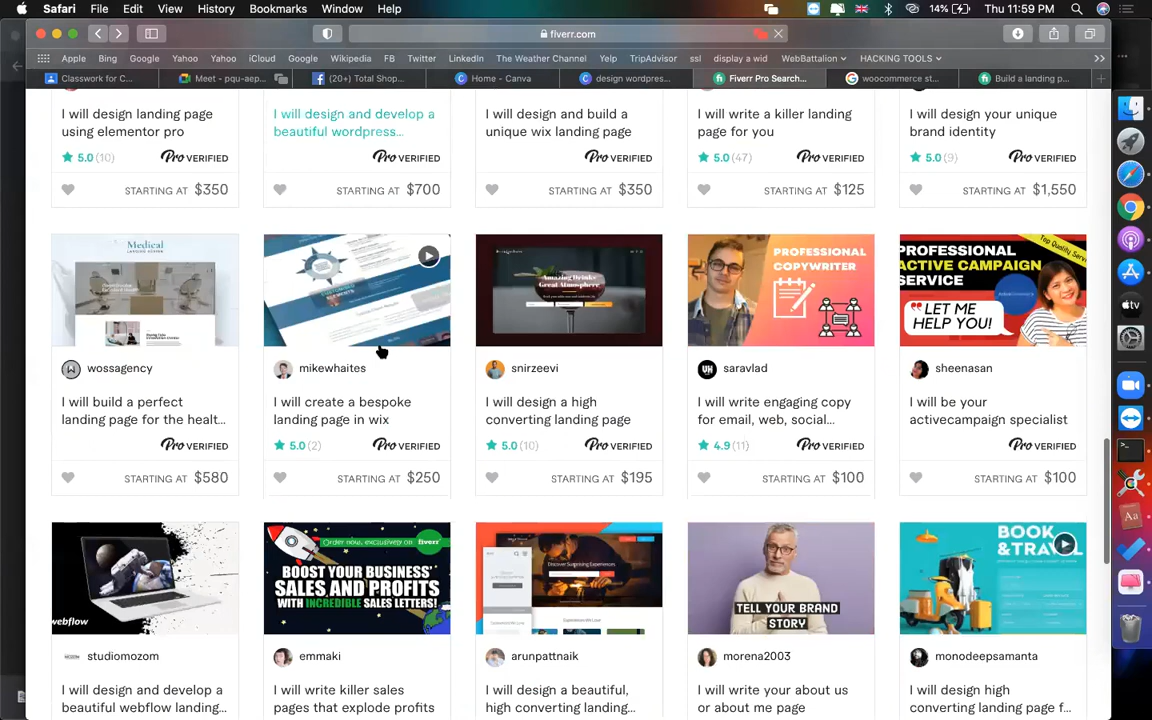 Safari File Edit View History Bookmarks Window Help 14% Thu 11:59 PM
fiverr.com
Apple Bing Google Yahoo Yahoo iCloud Google Wikipedia FB Twitter LinkedIn The Weather Channel Yelp TripAdvisor ssl display a wid WebBattalion HACKING TOOLS
Classwork for C... Meet - pqu-aep... (20+) Total Shop... Home - Canva design wordpres... Fiverr Pro Search... woocommerce st... Build a landing p...
I will design landing page
using elementor pro
5.0 (10) Pro VERIFIED
STARTING AT $350
I will design and develop a
beautiful wordpress...
Pro VERIFIED
STARTING AT $700
I will design and build a
unique wix landing page
Pro VERIFIED
STARTING AT $350
I will write a killer landing
page for you
5.0 (47) Pro VERIFIED
STARTING AT $125
I will design your unique
brand identity
5.0 (9) Pro VERIFIED
STARTING AT $1,550
Medical
LANDING DESIGN
wossagency
I will build a perfect
landing page for the healt...
Pro VERIFIED
STARTING AT $580
mikewhaites
I will create a bespoke
landing page in wix
5.0 (2) Pro VERIFIED
STARTING AT $250
Amazing Drinks
Great Atmosphere
snirzeevi
I will design a high
converting landing page
5.0 (10) Pro VERIFIED
STARTING AT $195
PROFESSIONAL
COPYWRITER
saravlad
I will write engaging copy
for email, web, social...
4.9 (11) Pro VERIFIED
STARTING AT $100
Top Quality Serv
PROFESSIONAL
ACTIVE CAMPAIGN
SERVICE
LET ME
HELP YOU!
sheenasan
I will be your
activecampaign specialist
Pro VERIFIED
STARTING AT $100
webflow
studiomozom
I will design and develop a
beautiful webflow landing...
Order now, exclusively on fiverr
BOOST YOUR BUSINESS'
SALES AND PROFITS
WITH INCREDIBLE SALES LETTERS!
emmaki
I will write killer sales
pages that explode profits
Discover Surprising Experiences
arunpattnaik
I will design a beautiful,
high converting landing...
TELL YOUR BRAND
STORY
morena2003
I will write your about us
or about me page
BOOK
&TRAVEL
monodeepsamanta
I will design high
converting landing page f...